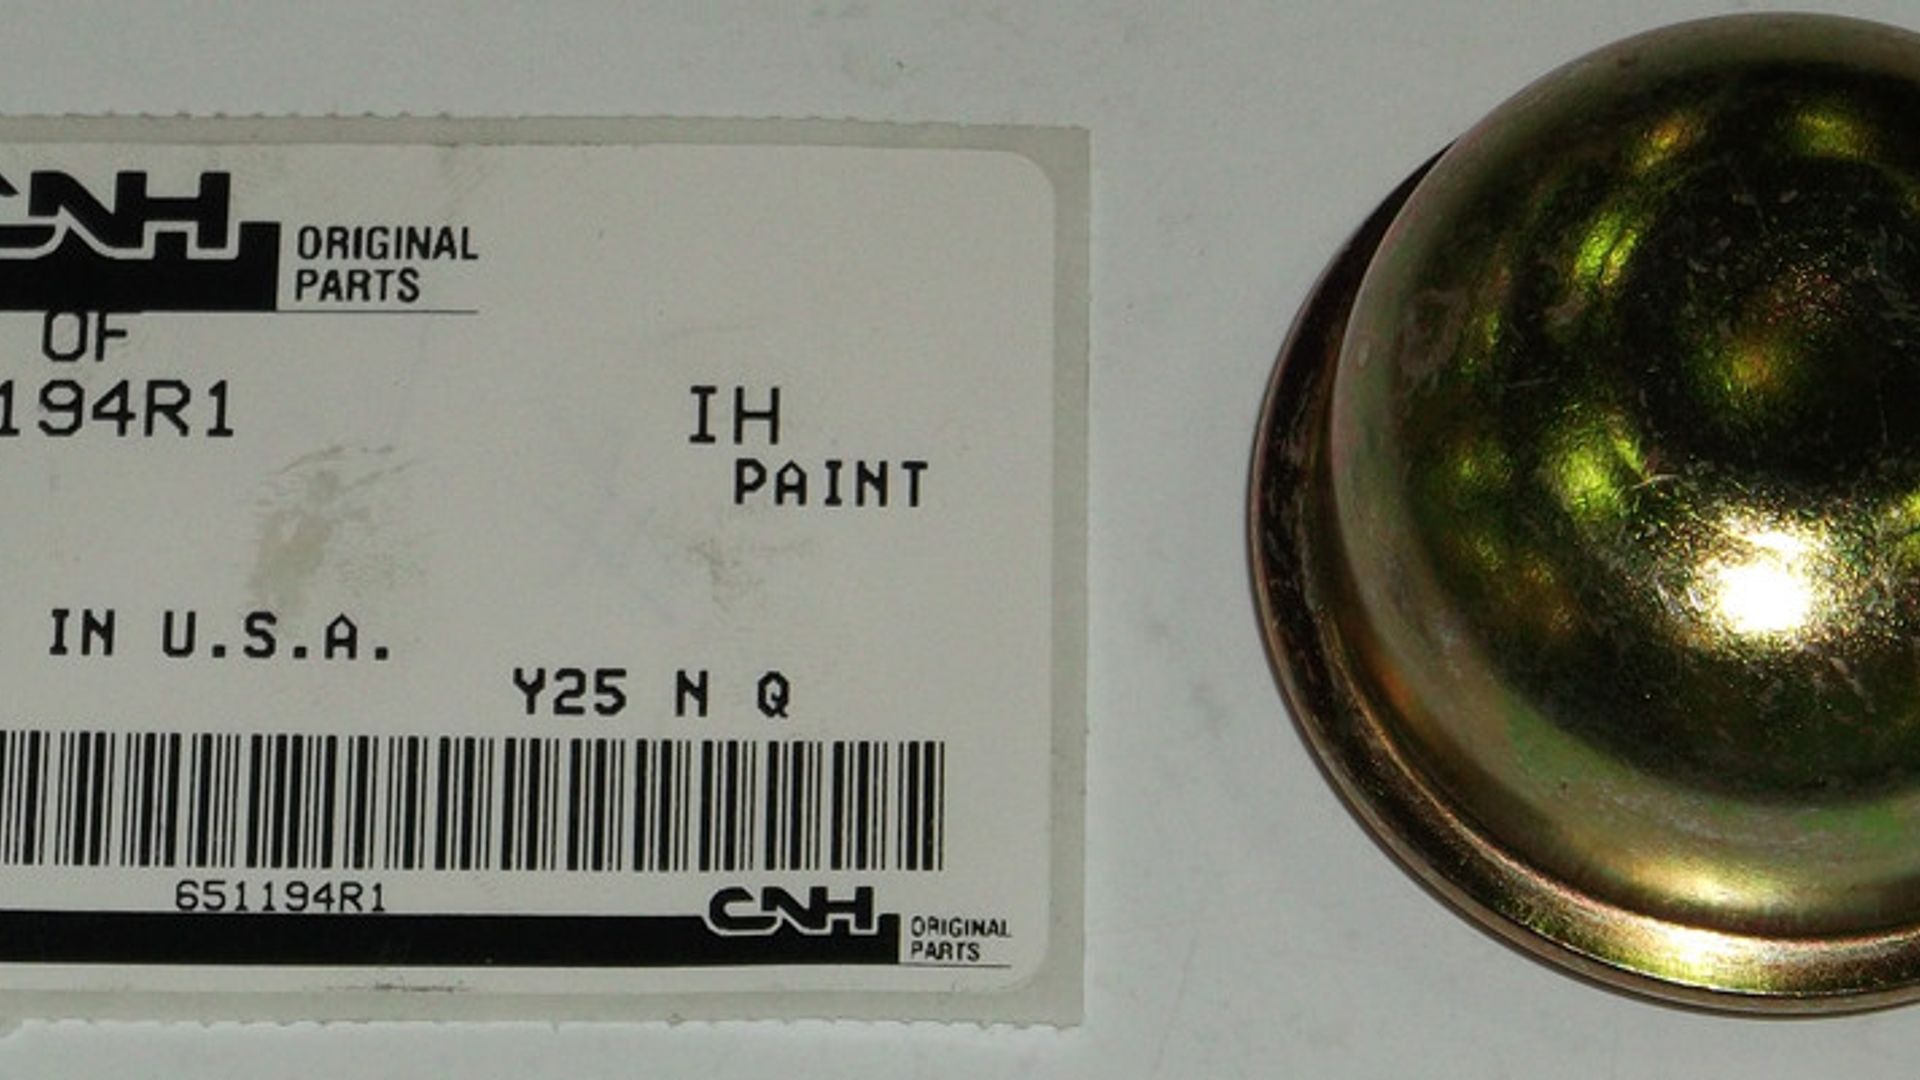 CNH ORIGINAL
PARTS
OF
194R1
IH
PAINT
IN U.S.A.
Y25 N Q
651194R1
CNH ORIGINAL
PARTS